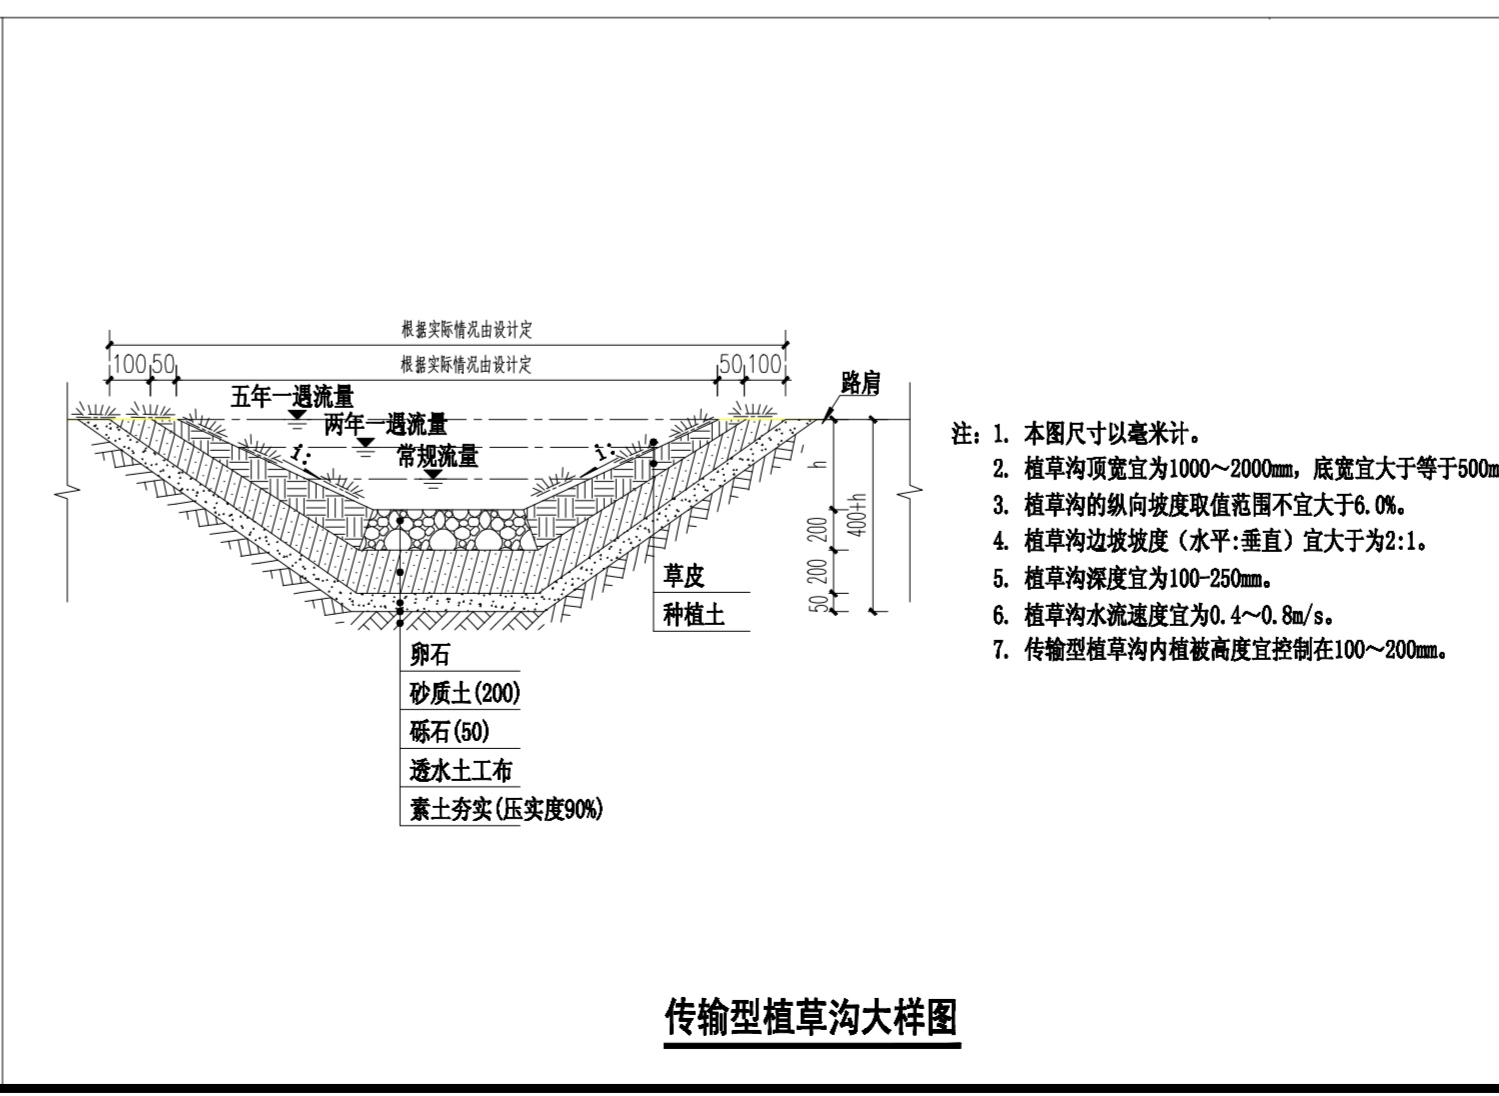 根据实际情况由设计定
100 50 根据实际情况由设计定 50 100
五年一遇流量
两年一遇流量
常规流量
1:
1:
路肩
h
200
200
50
400+h
草皮
种植土
卵石
砂质土(200)
砾石(50)
透水土工布
素土夯实(压实度90%)
注: 1. 本图尺寸以毫米计。
2. 植草沟顶宽宜为1000~2000mm, 底宽宜大于等于500m
3. 植草沟的纵向坡度取值范围不宜大于6.0%。
4. 植草沟边坡坡度（水平:垂直）宜大于为2:1。
5. 植草沟深度宜为100-250mm。
6. 植草沟水流速度宜为0.4~0.8m/s。
7. 传输型植草沟内植被高度宜控制在100~200mm。
传输型植草沟大样图